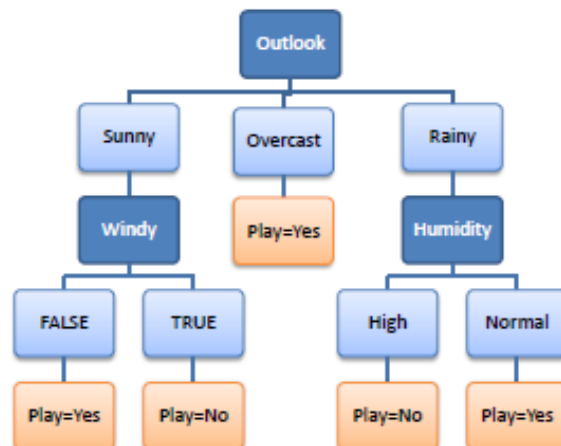 Outlook
Sunny
Overcast
Rainy
Windy
Play=Yes
Humidity
FALSE
TRUE
High
Normal
Play=Yes
Play=No
Play=No
Play=Yes